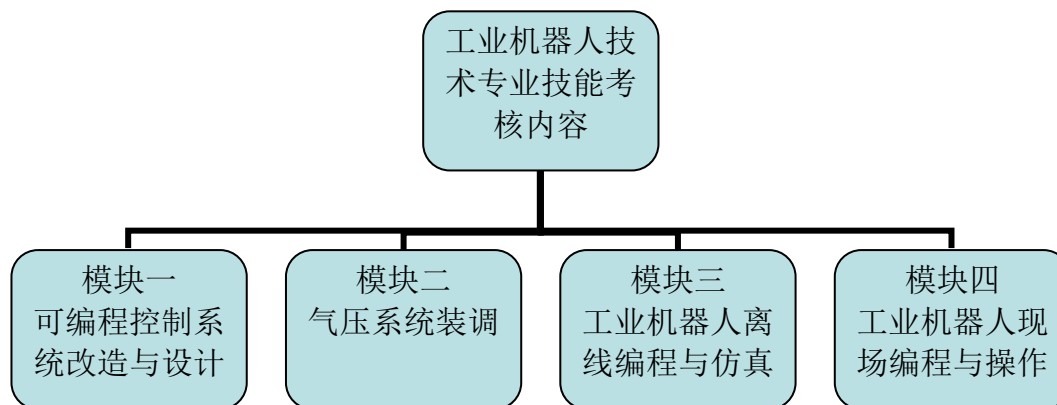 工业机器人技
术专业技能考
核内容
模块一
可编程控制系
统改造与设计
模块二
气压系统装调
模块三
工业机器人离
线编程与仿真
模块四
工业机器人现
场编程与操作